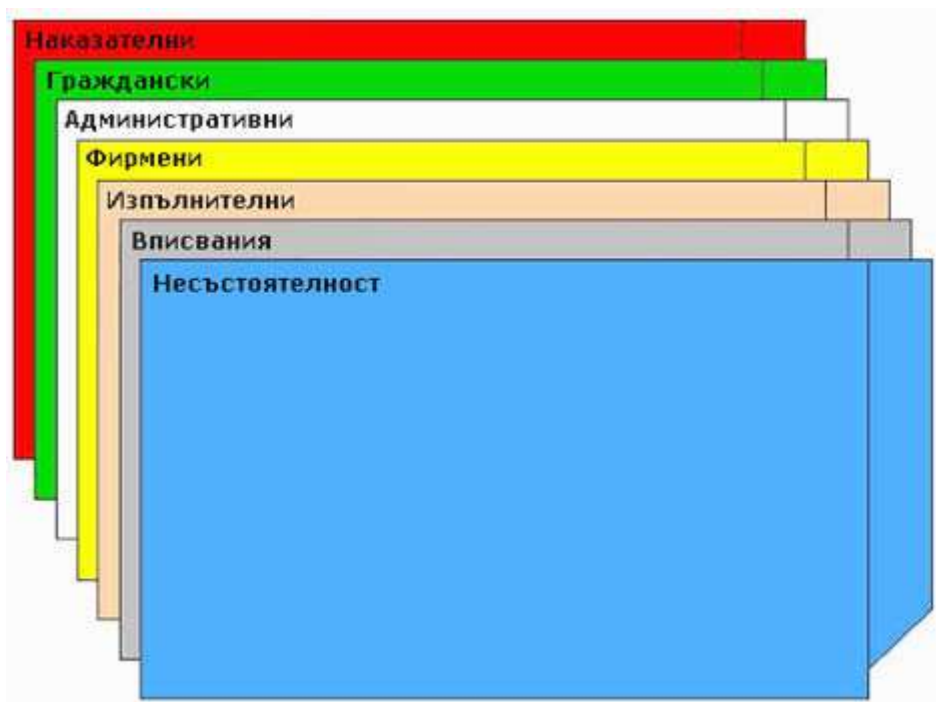 Наказателни
Граждански
Административни
Фирмени
Изпълнителни
Вписвания
Несъстоятелност